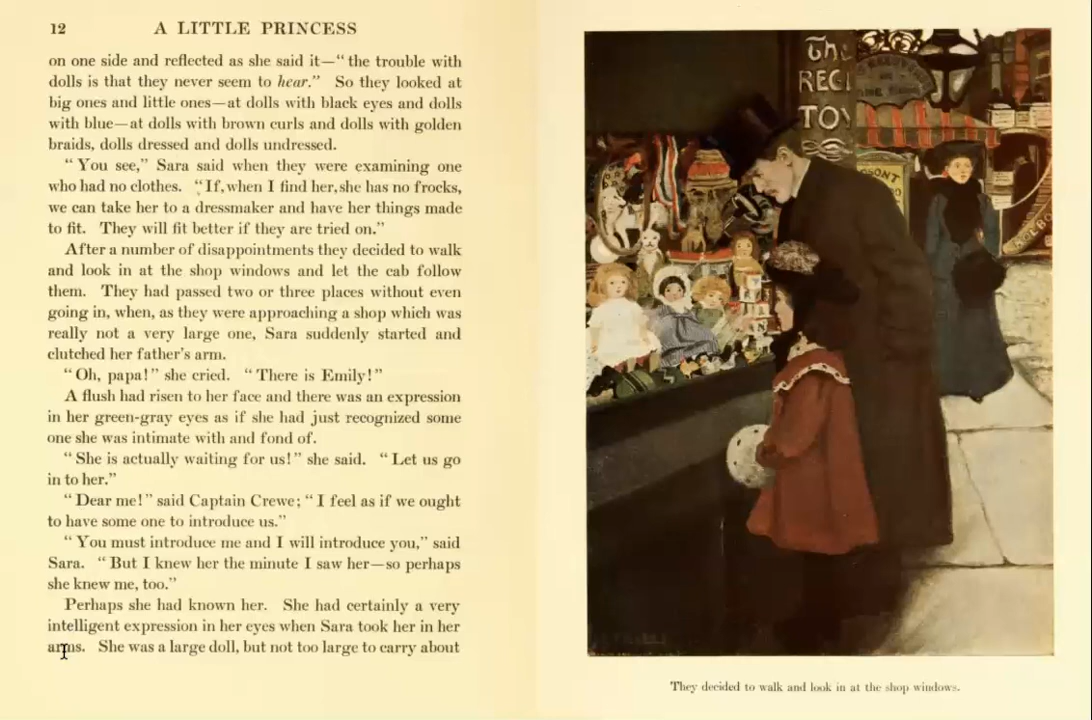 12 A LITTLE PRINCESS
on one side and reflected as she said it—“ the trouble with
dolls is that they never seem to hear.” So they looked at
big ones and little ones—at dolls with black eyes and dolls
with blue—at dolls with brown curls and dolls with golden
braids, dolls dressed and dolls undressed.
“ You see,” Sara said when they were examining one
who had no clothes. “ If, when I find her, she has no frocks,
we can take her to a dressmaker and have her things made
to fit. They will fit better if they are tried on.”
After a number of disappointments they decided to walk
and look in at the shop windows and let the cab follow
them. They had passed two or three places without even
going in, when, as they were approaching a shop which was
really not a very large one, Sara suddenly started and
clutched her father’s arm.
“ Oh, papa! ” she cried. “ There is Emily! ”
A flush had risen to her face and there was an expression
in her green-gray eyes as if she had just recognized some
one she was intimate with and fond of.
“ She is actually waiting for us! ” she said. “ Let us go
in to her.”
“ Dear me! ” said Captain Crewe; “ I feel as if we ought
to have some one to introduce us.”
“ You must introduce me and I will introduce you,” said
Sara. “ But I knew her the minute I saw her—so perhaps
she knew me, too.”
Perhaps she had known her. She had certainly a very
intelligent expression in her eyes when Sara took her in her
arms. She was a large doll, but not too large to carry about
The
RECI
TOY
They decided to walk and look in at the shop windows.